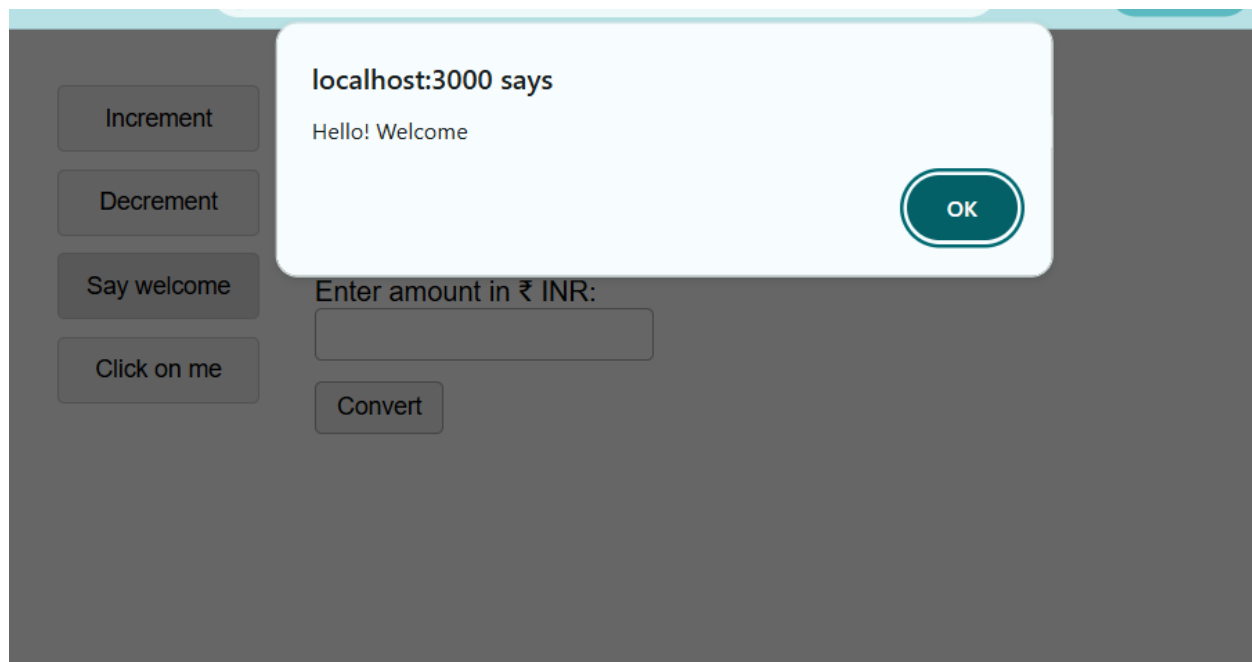 localhost:3000 says
Hello! Welcome
OK
Increment
Decrement
Say welcome
Click on me
Enter amount in ₹ INR:
Convert